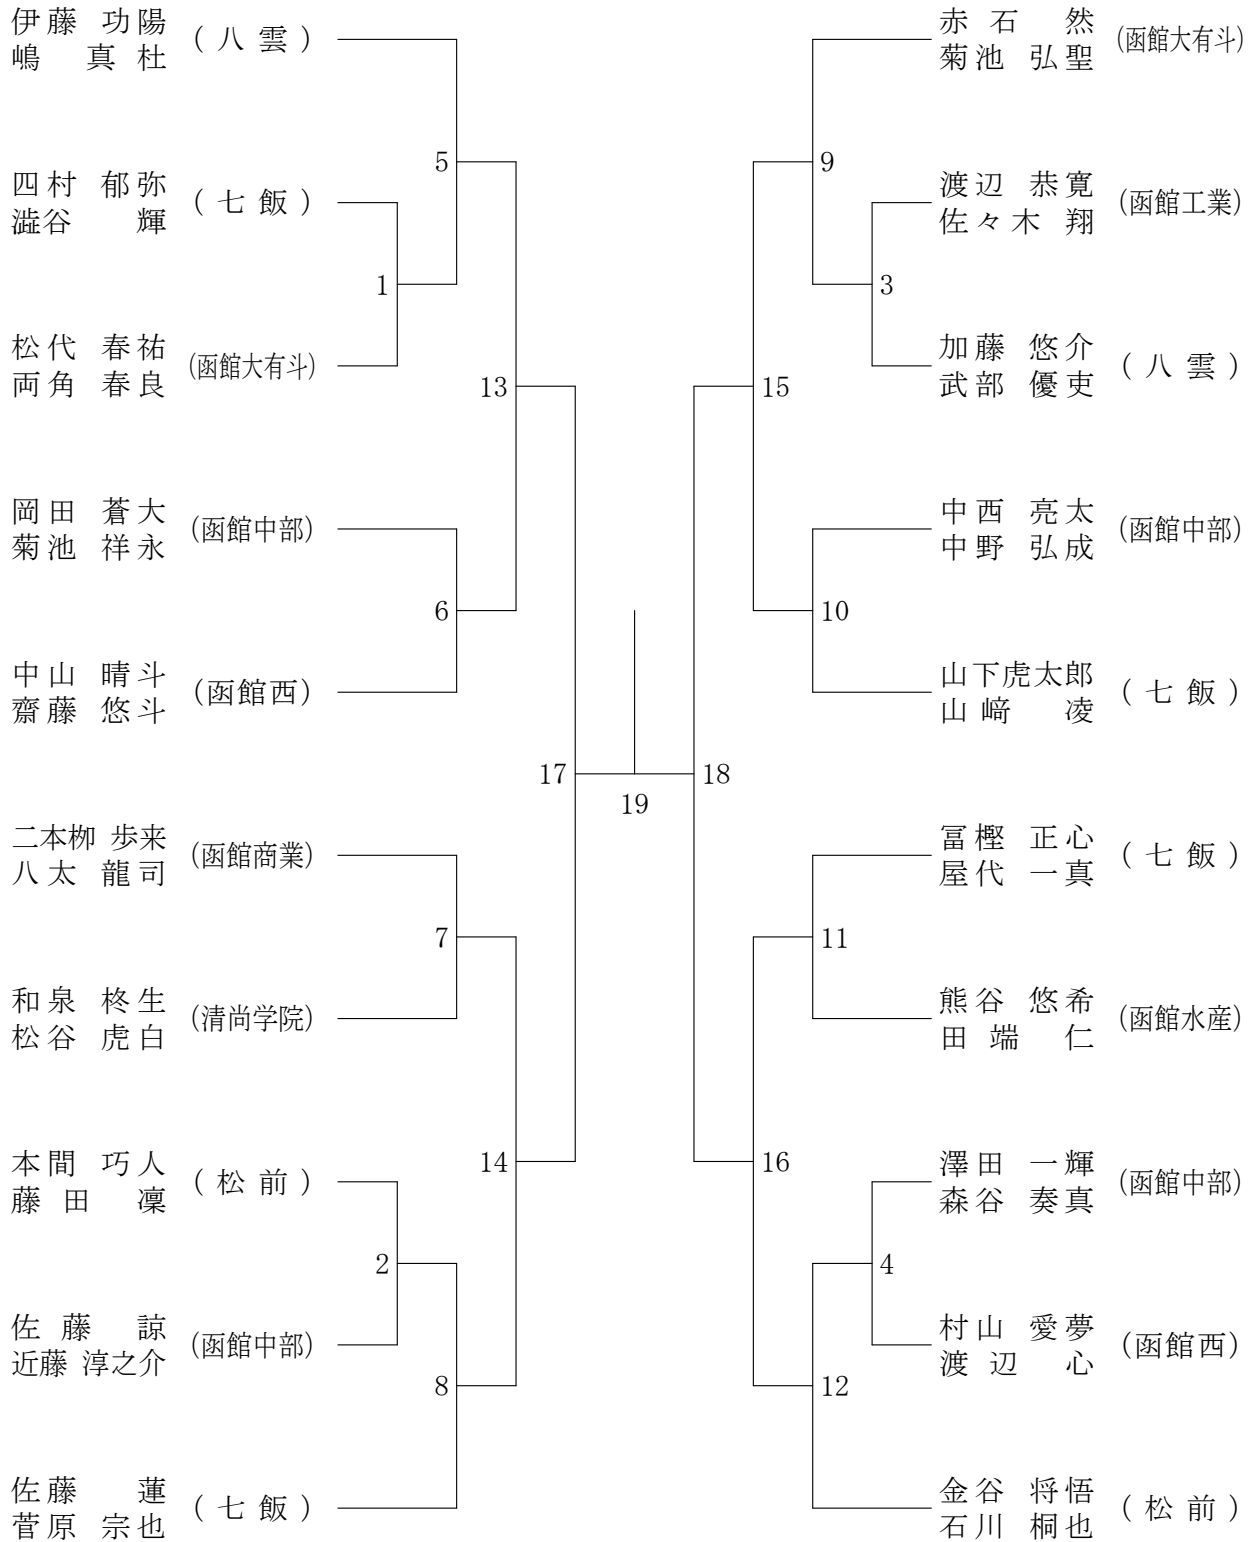 伊藤 功陽
嶋 真杜
(八雲)
5
四村 郁弥
澁谷 輝
(七飯)
1
松代 春祐
両角 春良
(函館大有斗)
13
岡田 蒼大
菊池 祥永
(函館中部)
6
中山 晴斗
齋藤 悠斗
(函館西)
17
二本栁 歩来
八太 龍司
(函館商業)
7
和泉 柊生
松谷 虎白
(清尚学院)
14
本間 巧人
藤田 凜
(松前)
2
佐藤 諒
近藤 淳之介
(函館中部)
8
佐藤 蓮
菅原 宗也
(七飯)
19
赤石 然
菊池 弘聖
(函館大有斗)
9
渡辺 恭寛
佐々木 翔
(函館工業)
3
加藤 悠介
武部 優吏
(八雲)
15
中西 亮太
中野 弘成
(函館中部)
10
山下虎太郎
山﨑 凌
(七飯)
18
冨樫 正心
屋代 一真
(七飯)
11
熊谷 悠希
田端 仁
(函館水産)
16
澤田 一輝
森谷 奏真
(函館中部)
4
村山 愛夢
渡辺 心
(函館西)
12
金谷 将悟
石川 桐也
(松前)